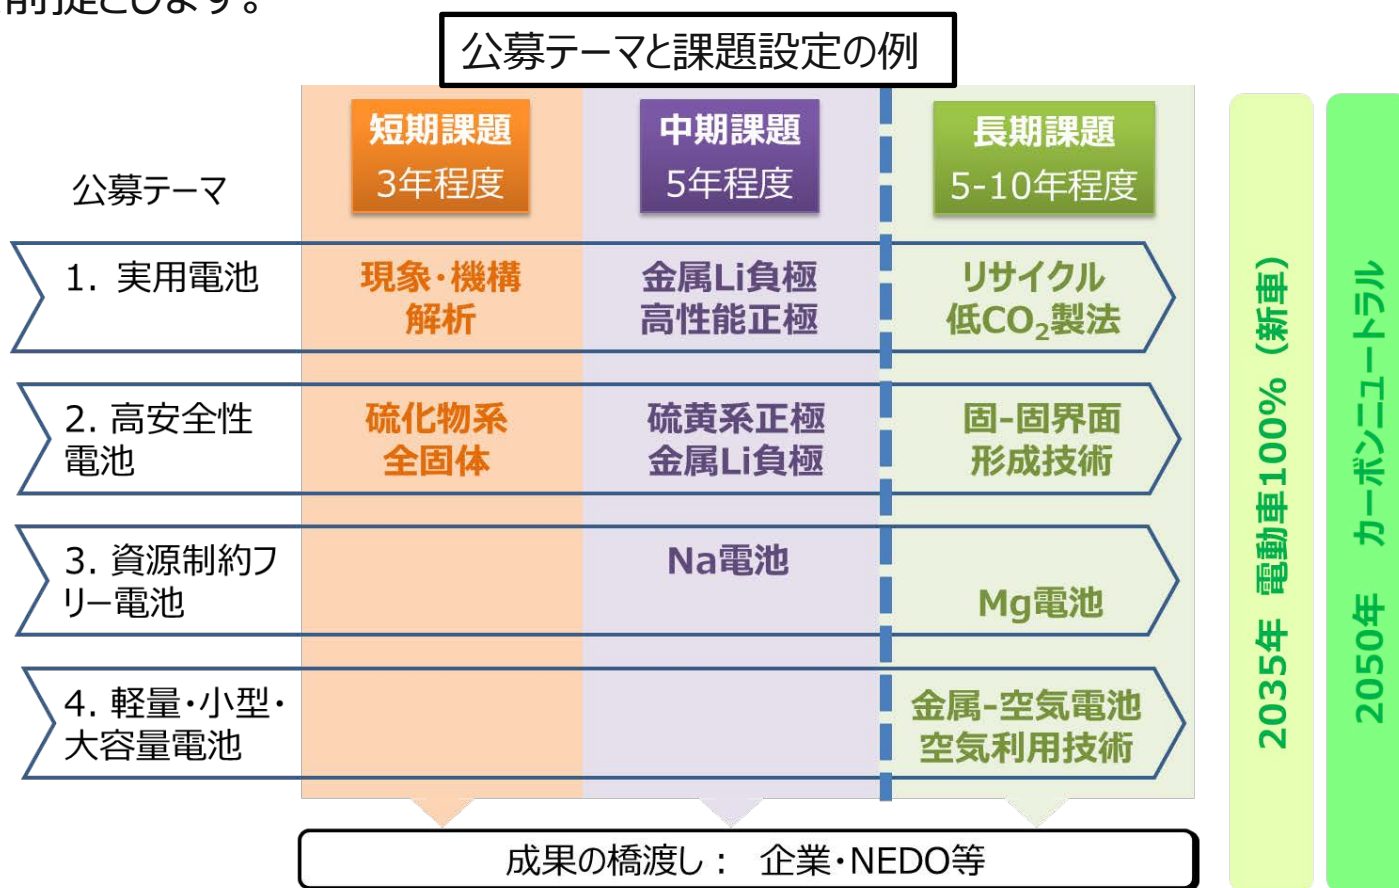 前提とします。
公募テーマと課題設定の例
公募テーマ
短期課題
3年程度
中期課題
5年程度
長期課題
5-10年程度
1. 実用電池
現象・機構
解析
金属Li負極
高性能正極
リサイクル
低CO₂製法
2. 高安全性
電池
硫化物系
全固体
硫黄系正極
金属Li負極
固-固界面
形成技術
3. 資源制約フ
リー電池
Na電池
Mg電池
4. 軽量・小型・
大容量電池
金属-空気電池
空気利用技術
成果の橋渡し： 企業・NEDO等
2035年 電動車100% (新車)
2050年 カーボンニュートラル